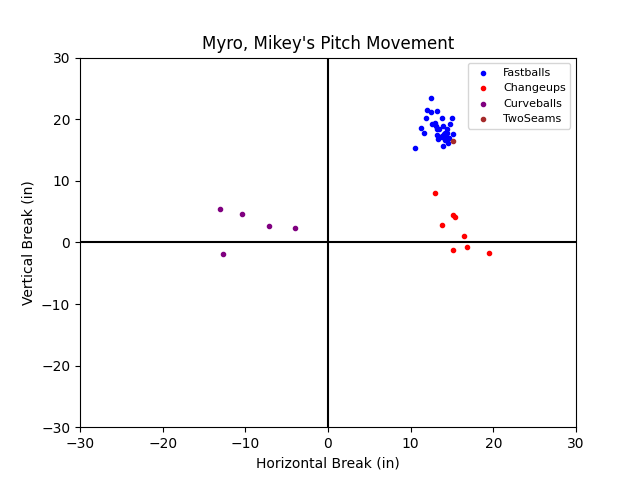 Myro, Mikey's Pitch Movement
Fastballs
Changeups
Curveballs
TwoSeams
Vertical Break (in)
30
20
10
0
−10
−20
−30
−30
−20
−10
0
10
20
30
Horizontal Break (in)